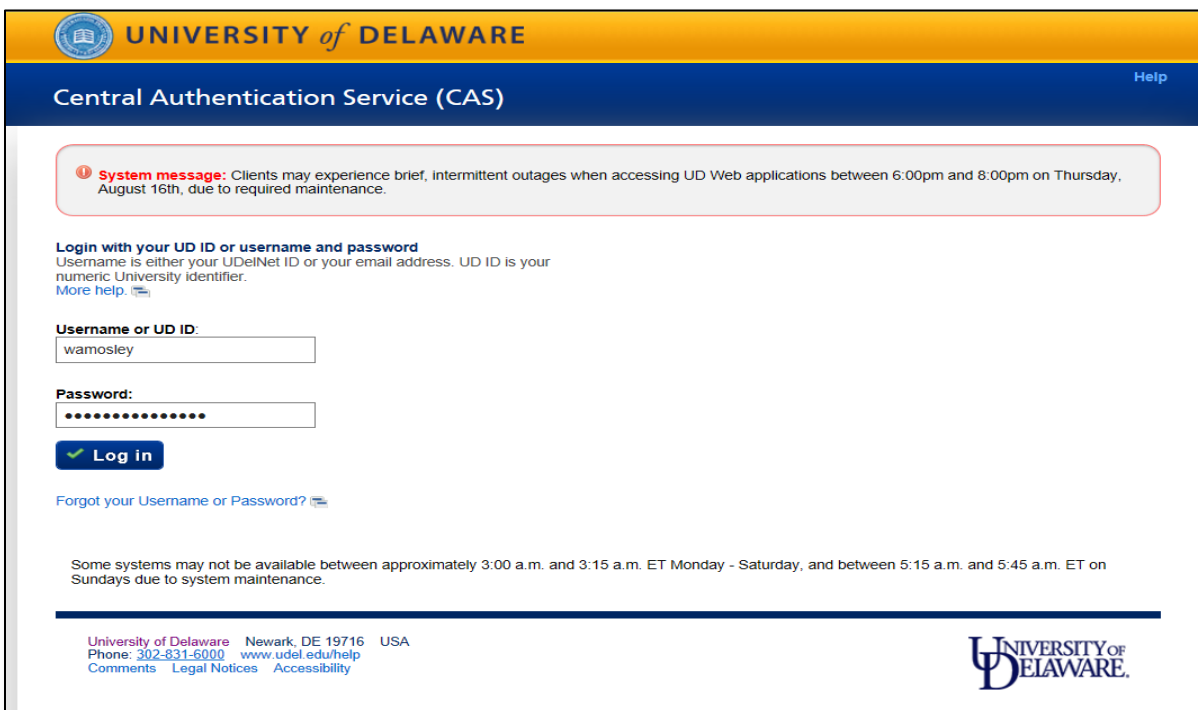 UNIVERSITY of DELAWARE
Help
Central Authentication Service (CAS)
System message: Clients may experience brief, intermittent outages when accessing UD Web applications between 6:00pm and 8:00pm on Thursday,
August 16th, due to required maintenance.
Login with your UD ID or username and password
Username is either your UDelNet ID or your email address. UD ID is your
numeric University identifier.
More help.
Username or UD ID:
wamosley
Password:
•••••••••••••••
Log in
Forgot your Username or Password?
Some systems may not be available between approximately 3:00 a.m. and 3:15 a.m. ET Monday - Saturday, and between 5:15 a.m. and 5:45 a.m. ET on
Sundays due to system maintenance.
University of Delaware Newark, DE 19716 USA
Phone: 302-831-6000 www.udel.edu/help
Comments Legal Notices Accessibility
UNIVERSITY OF
DELAWARE.